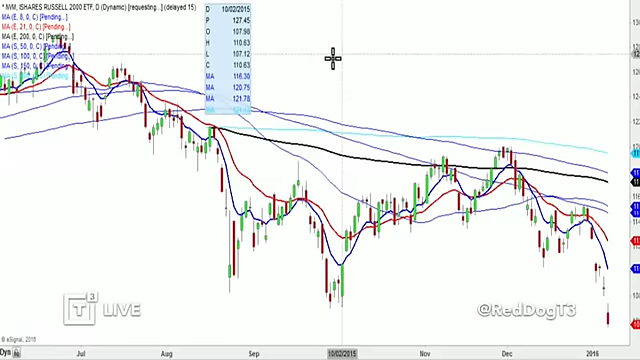 * IWM, ISHARES RUSSELL 2000 ETF, D (Dynamic) [requesting...] (delayed 15)
MA (E, 8, 0, C) [Pending...]
MA (E, 21, 0, C) [Pending...]
MA (E, 200, 0, C) [Pending...]
MA (S, 50, 0, C) [Pending...]
MA (S, 100, 0, C) [Pending...]
MA (S, 150, 0, C) [Pending...]
D 10/02/2015
P 127.45
O 107.98
H 110.63
L 107.12
C 110.63
MA 116.30
MA 120.75
MA 121.78
MA
T3 LIVE
@RedDogT3
© eSignal, 2016
Dyn Jul Aug Sep 10/02/2015 Nov Dec 2016